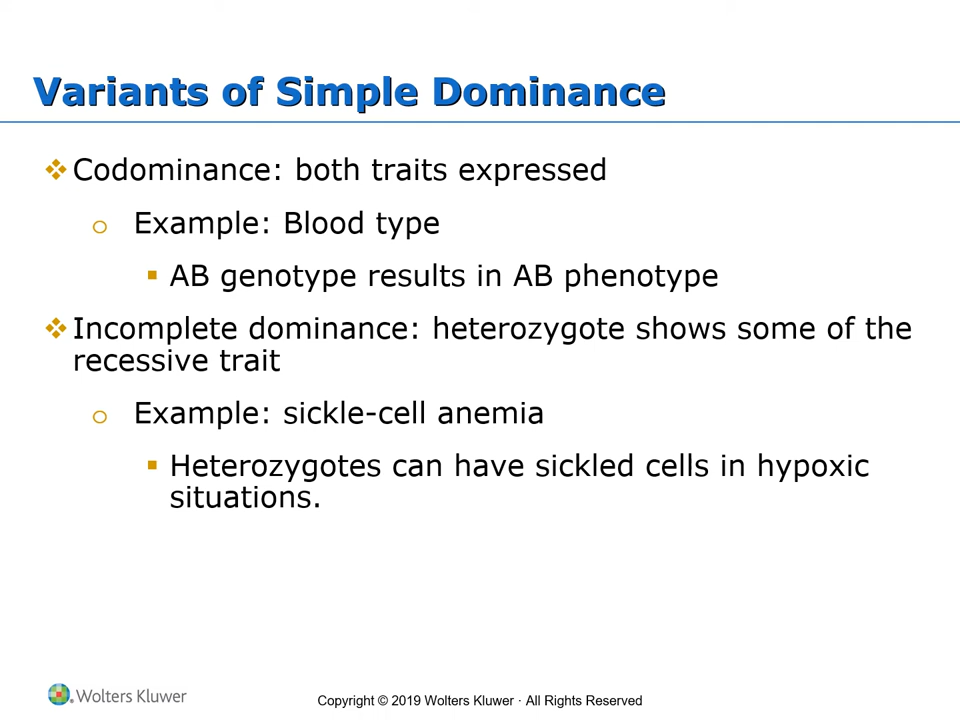 Variants of Simple Dominance
❖ Codominance: both traits expressed
o Example: Blood type
▪ AB genotype results in AB phenotype
❖ Incomplete dominance: heterozygote shows some of the
recessive trait
o Example: sickle-cell anemia
▪ Heterozygotes can have sickled cells in hypoxic
situations.
Wolters Kluwer
Copyright © 2019 Wolters Kluwer · All Rights Reserved